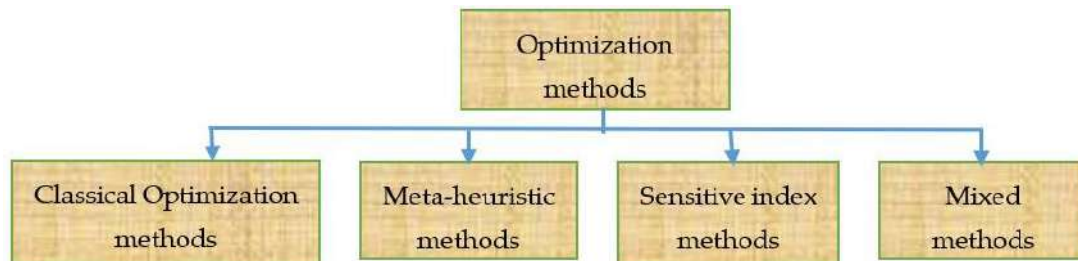 Optimization
methods
Classical Optimization
methods
Meta-heuristic
methods
Sensitive index
methods
Mixed
methods